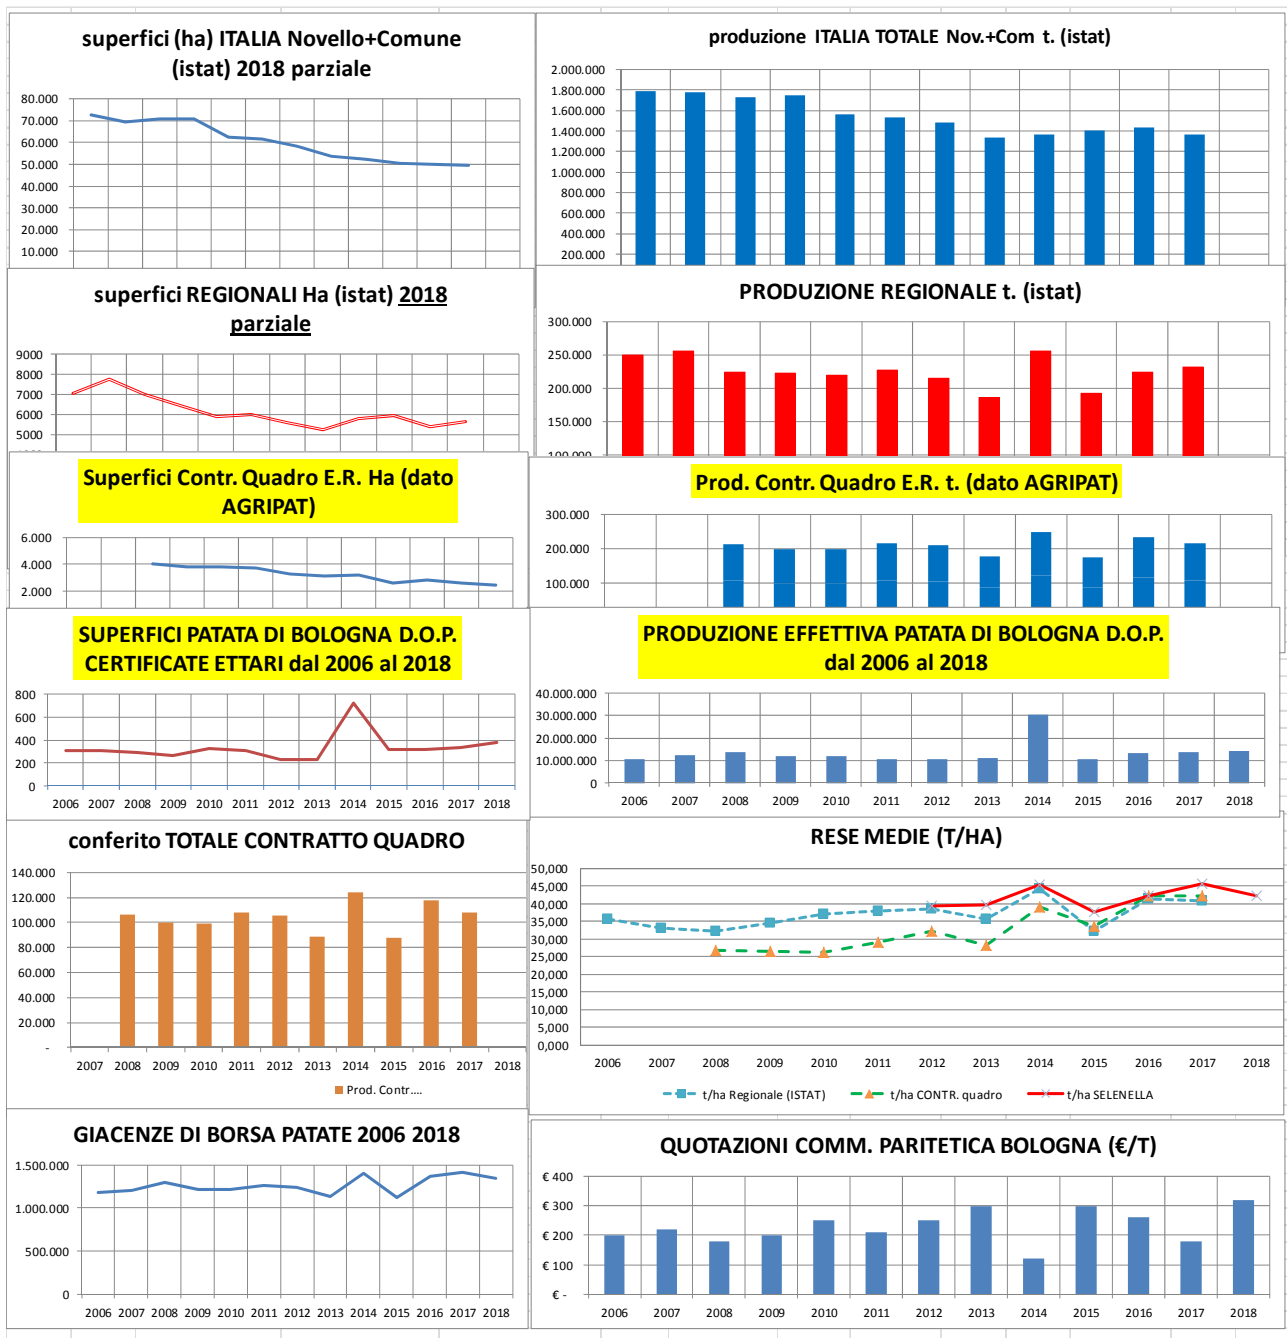 superfici (ha) ITALIA Novello+Comune
(istat) 2018 parziale
80.000
70.000
60.000
50.000
40.000
30.000
20.000
10.000
produzione ITALIA TOTALE Nov.+Com t. (istat)
2.000.000
1.800.000
1.600.000
1.400.000
1.200.000
1.000.000
800.000
600.000
400.000
200.000
superfici REGIONALI Ha (istat) 2018
parziale
9000
8000
7000
6000
5000
PRODUZIONE REGIONALE t. (istat)
300.000
250.000
200.000
150.000
100.000
Superfici Contr. Quadro E.R. Ha (dato
AGRIPAT)
6.000
4.000
2.000
Prod. Contr. Quadro E.R. t. (dato AGRIPAT)
300.000
200.000
100.000
SUPERFICI PATATA DI BOLOGNA D.O.P.
CERTIFICATE ETTARI dal 2006 al 2018
800
600
400
200
0
2006 2007 2008 2009 2010 2011 2012 2013 2014 2015 2016 2017 2018
PRODUZIONE EFFETTIVA PATATA DI BOLOGNA D.O.P.
dal 2006 al 2018
40.000.000
30.000.000
20.000.000
10.000.000
0
2006 2007 2008 2009 2010 2011 2012 2013 2014 2015 2016 2017 2018
conferito TOTALE CONTRATTO QUADRO
140.000
120.000
100.000
80.000
60.000
40.000
20.000
-
2007 2008 2009 2010 2011 2012 2013 2014 2015 2016 2017 2018
Prod. Contr....
RESE MEDIE (T/HA)
50,000
45,000
40,000
35,000
30,000
25,000
20,000
15,000
10,000
5,000
0,000
2006 2007 2008 2009 2010 2011 2012 2013 2014 2015 2016 2017 2018
t/ha Regionale (ISTAT) t/ha CONTR. quadro t/ha SELENELLA
GIACENZE DI BORSA PATATE 2006 2018
1.500.000
1.000.000
500.000
0
2006 2007 2008 2009 2010 2011 2012 2013 2014 2015 2016 2017 2018
QUOTAZIONI COMM. PARITETICA BOLOGNA (€/T)
€ 400
€ 300
€ 200
€ 100
€ -
2006 2007 2008 2009 2010 2011 2012 2013 2014 2015 2016 2017 2018